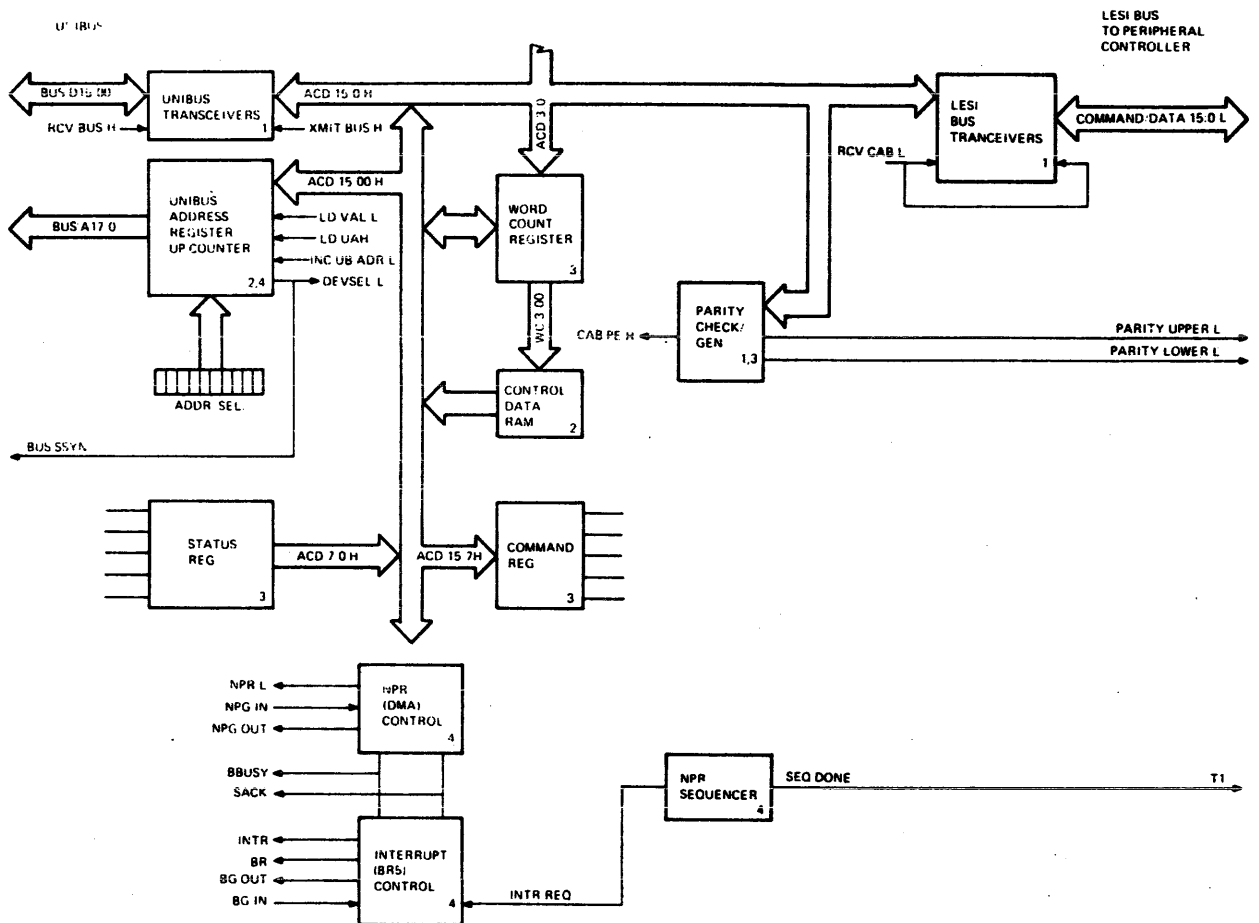 LESI BUS
TO PERIPHERAL
CONTROLLER
BUS D15 00
UNIBUS
TRANSCEIVERS
1
ACD 15 0 H
RCV BUS H
XMIT BUS H
ACD 3 0
LESI
BUS
TRANCEIVERS
1
COMMAND/DATA 15:0 L
RCV CAB L
UNIBUS
ADDRESS
REGISTER
UP COUNTER
2,4
ACD 15 00 H
LD VAL L
LD UAH
INC UB ADR L
DEVSEL L
BUS A17 0
WORD
COUNT
REGISTER
3
WC 3 00
PARITY
CHECK/
GEN
1,3
CAB PE H
PARITY UPPER L
PARITY LOWER L
ADDR SEL.
CONTROL
DATA
RAM
2
BUS SSYN
STATUS
REG
3
ACD 7 0 H
ACD 15 7H
COMMAND
REG
3
NPR L
NPG IN
NPG OUT
NPR
(DMA)
CONTROL
4
BBUSY
SACK
NPR
SEQUENCER
4
SEQ DONE
T1
INTR
BR
BG OUT
BG IN
INTERRUPT
(BR5)
CONTROL
4
INTR REQ